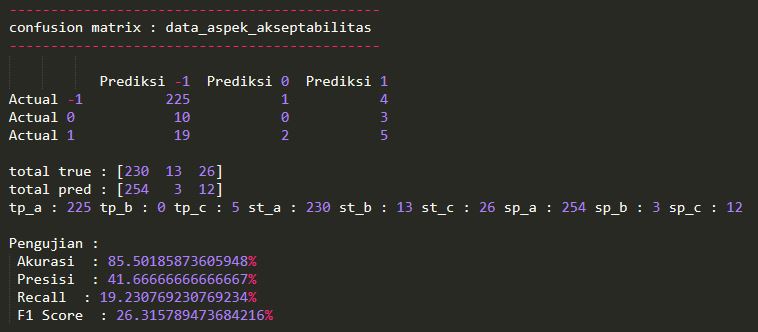 ---------------------------------------------
confusion matrix : data_aspek_akseptabilitas
---------------------------------------------
Prediksi -1  Prediksi 0  Prediksi 1
Actual -1          225           1           4
Actual 0            10           0           3
Actual 1            19           2           5
total true : [230  13  26]
total pred : [254   3  12]
tp_a : 225 tp_b : 0 tp_c : 5 st_a : 230 st_b : 13 st_c : 26 sp_a : 254 sp_b : 3 sp_c : 12
Pengujian :
Akurasi  : 85.50185873605948%
Presisi  : 41.66666666666667%
Recall  : 19.230769230769234%
F1 Score  : 26.315789473684216%